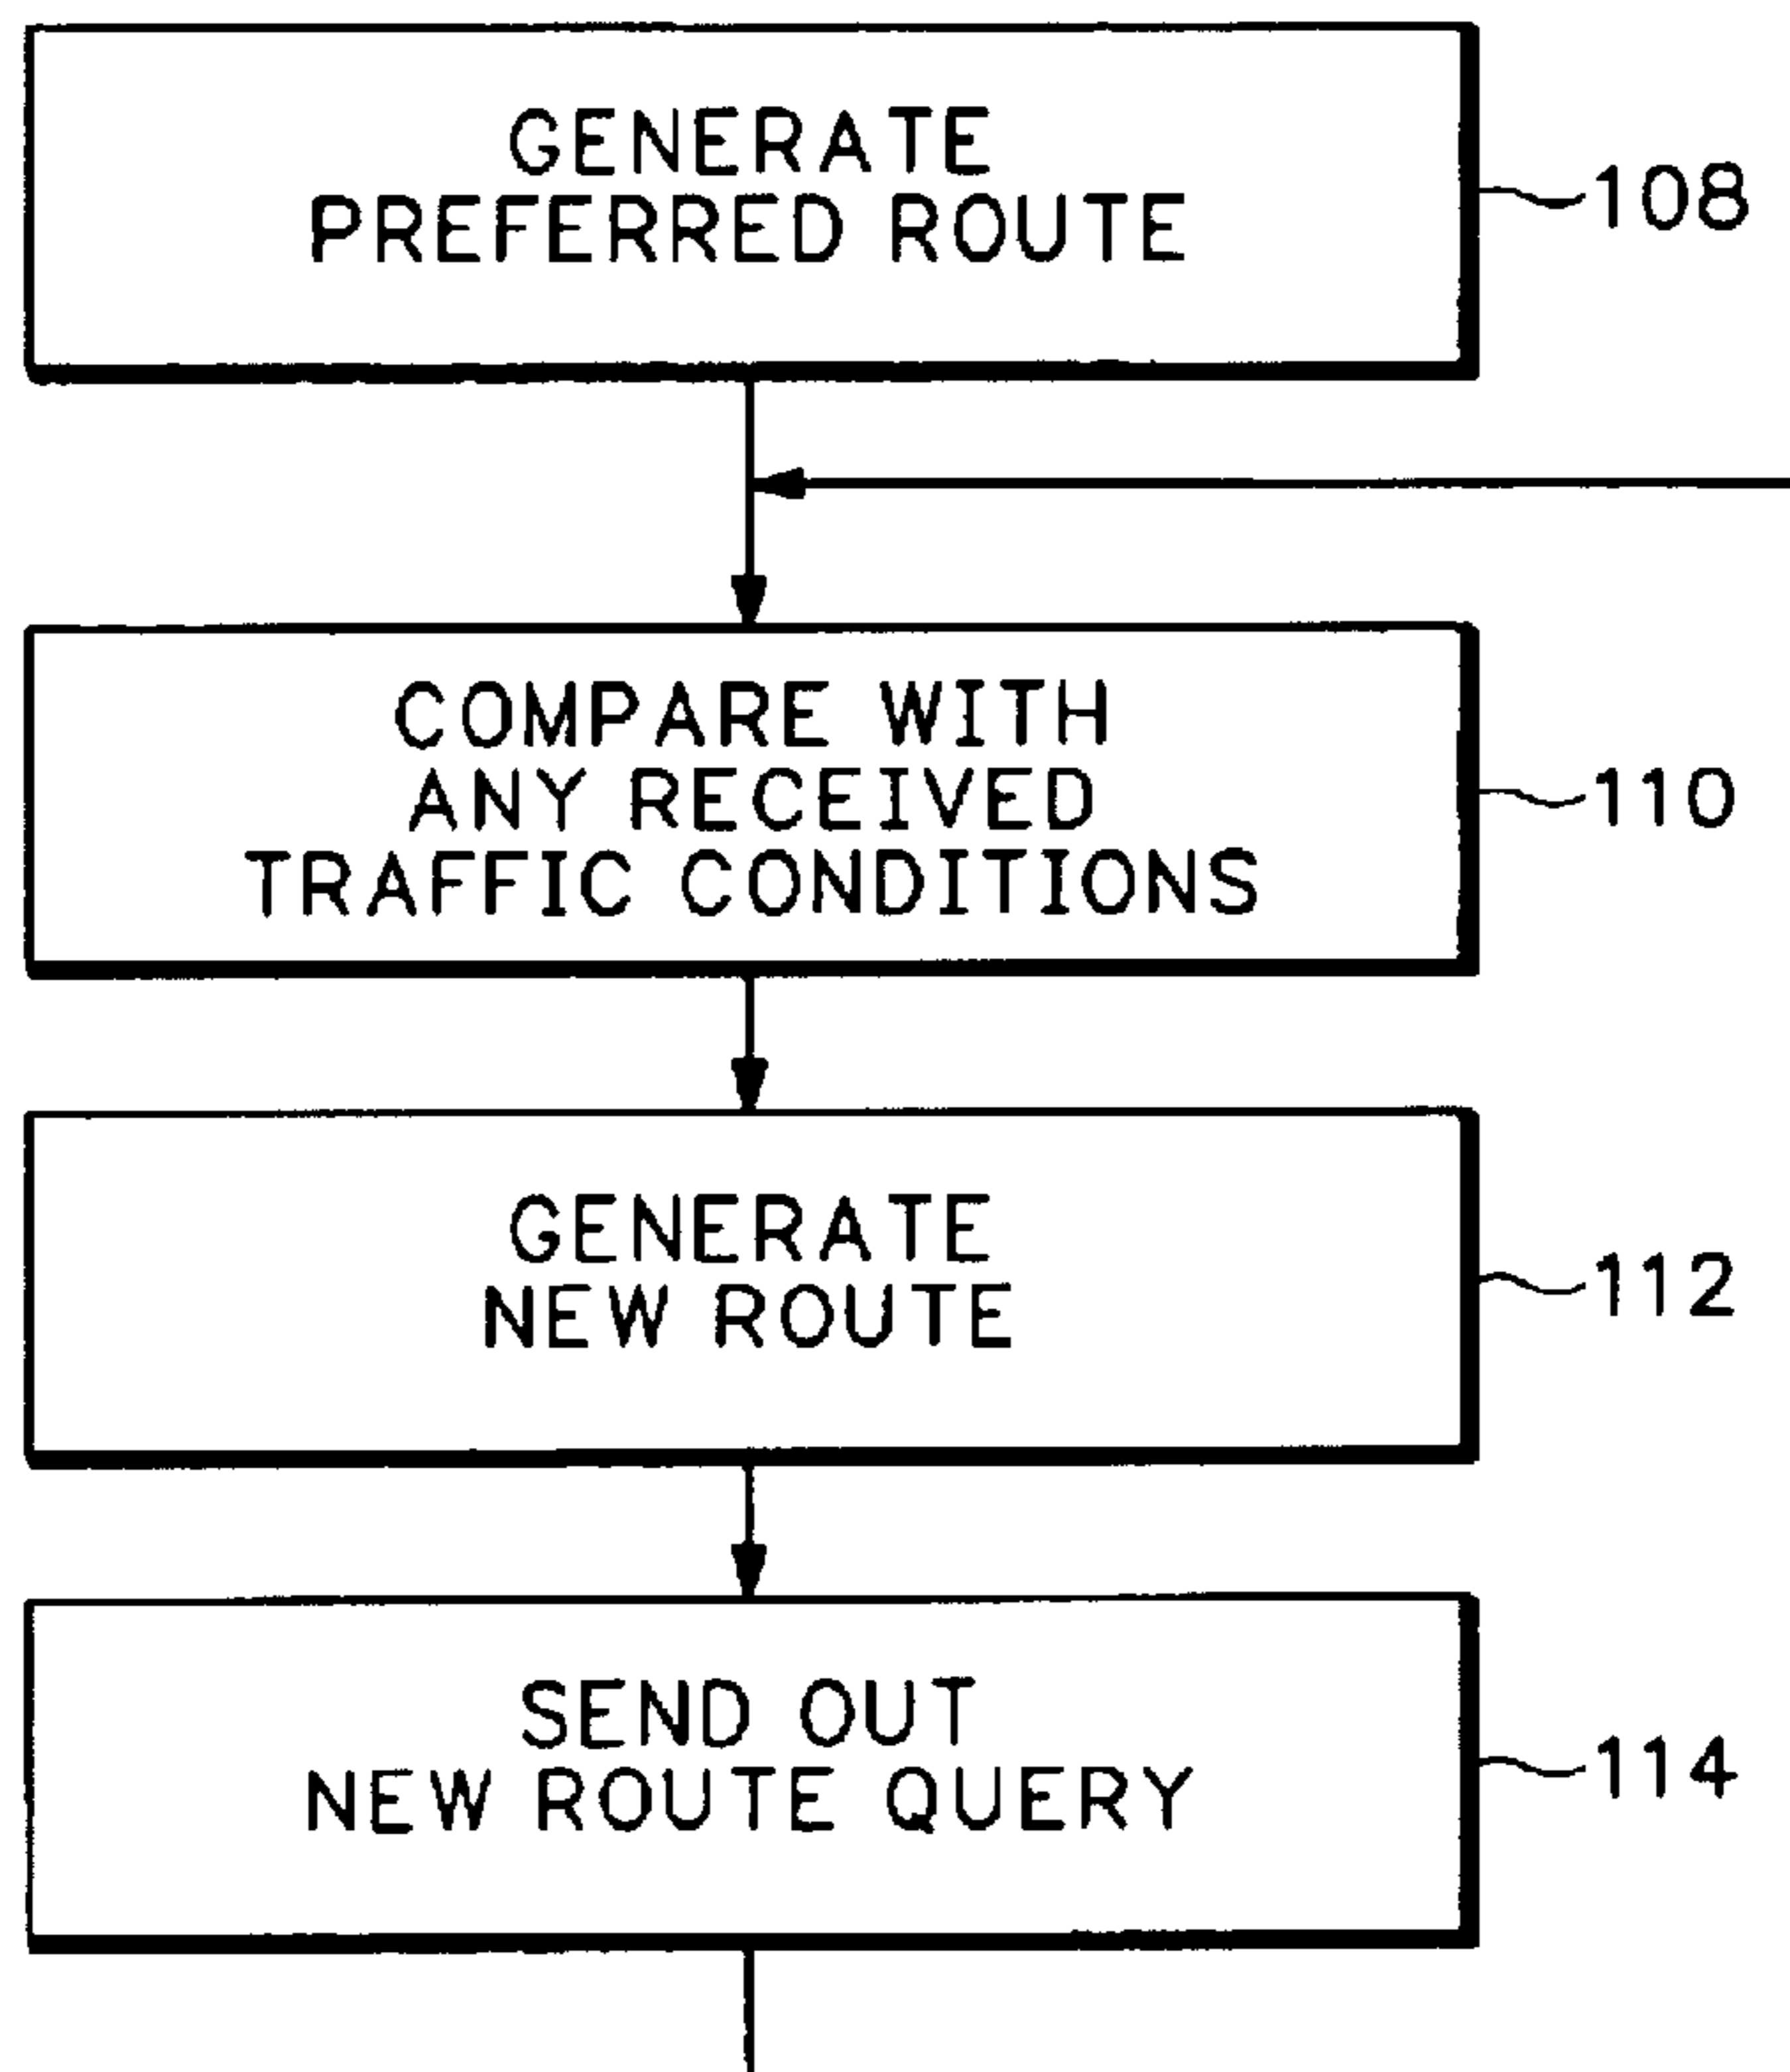 GENERATE
PREFERRED ROUTE
108
COMPARE WITH
ANY RECEIVED
TRAFFIC CONDITIONS
110
GENERATE
NEW ROUTE
112
SEND OUT
NEW ROUTE QUERY
114